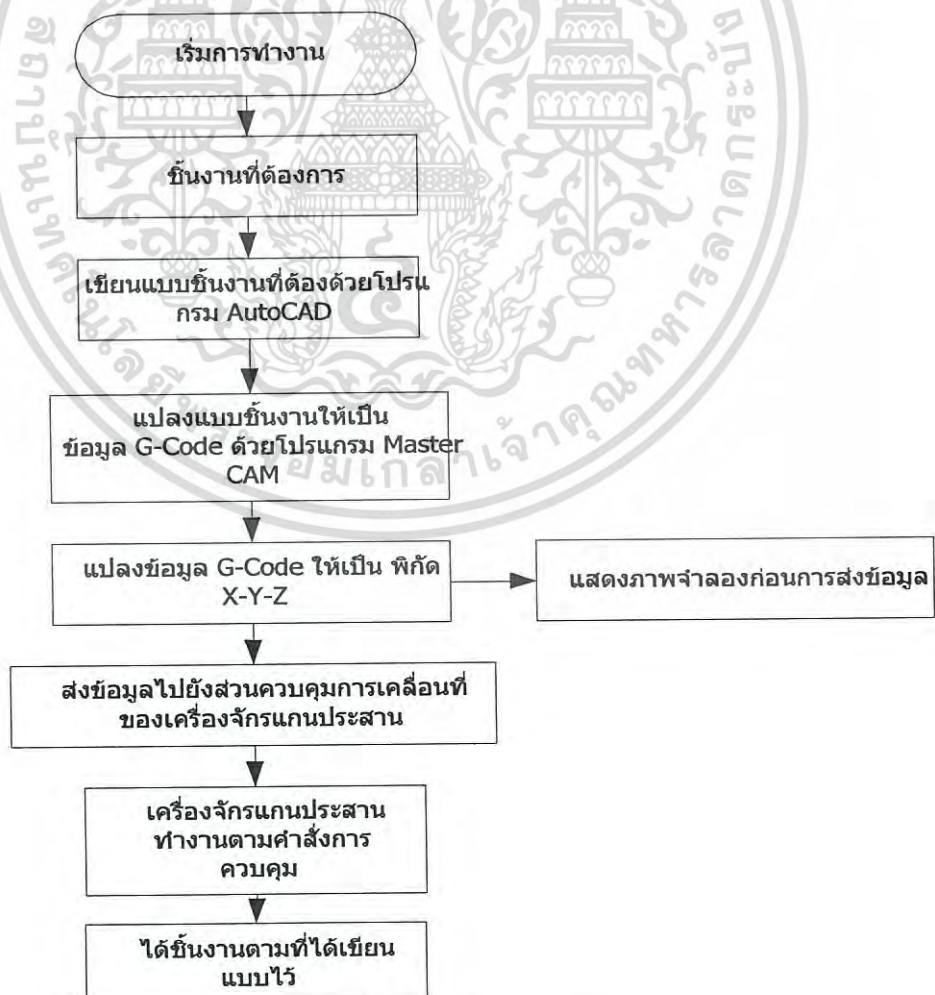 เริ่มการทำงาน
ชิ้นงานที่ต้องการ
เขียนแบบชิ้นงานที่ต้องด้วยโปรแ
กรม AutoCAD
แปลงแบบชิ้นงานให้เป็น
ข้อมูล G-Code ด้วยโปรแกรม Master
CAM
แปลงข้อมูล G-Code ให้เป็น พิกัด
X-Y-Z
แสดงภาพจำลองก่อนการส่งข้อมูล
ส่งข้อมูลไปยังส่วนควบคุมการเคลื่อนที่
ของเครื่องจักรแกนประสาน
เครื่องจักรแกนประสาน
ทำงานตามคำสั่งการ
ควบคุม
ได้ชิ้นงานตามที่ได้เขียน
แบบไว้